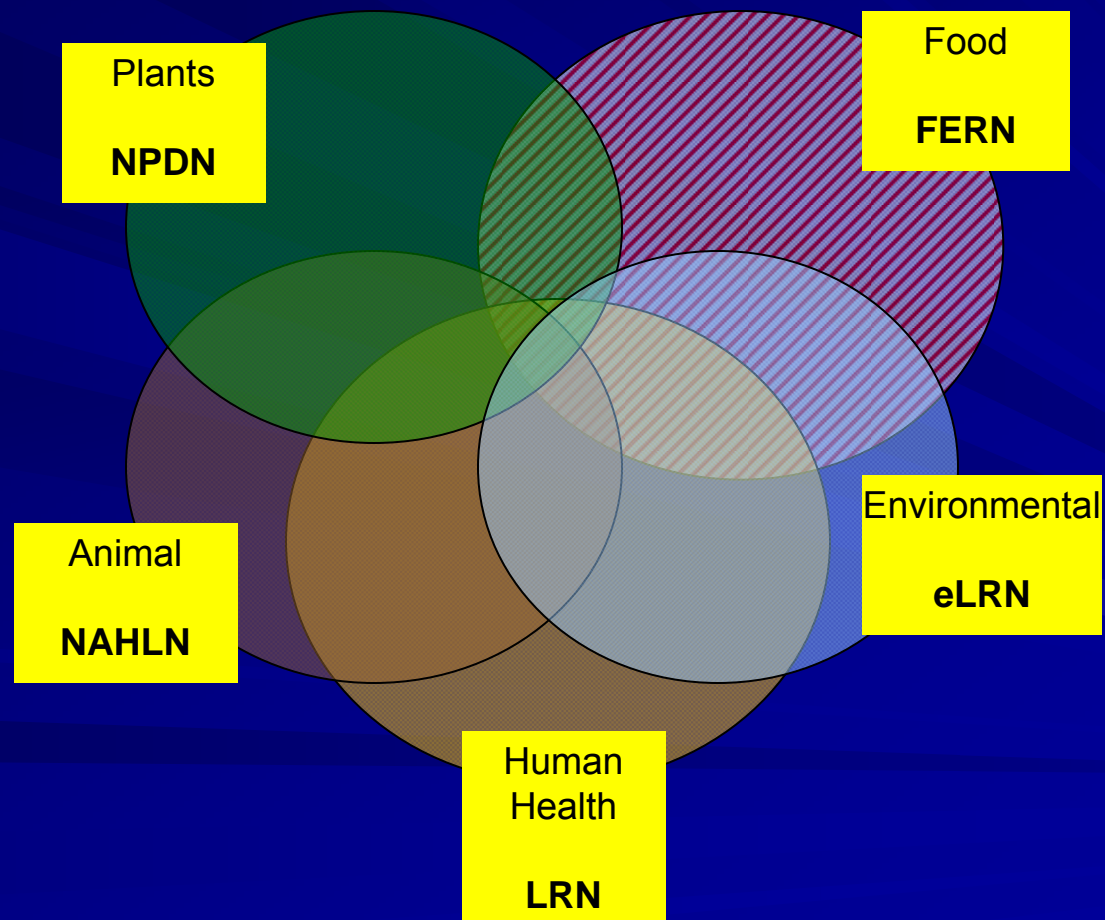 Plants
NPDN
Food
FERN
Animal
NAHLN
Environmental
eLRN
Human
Health
LRN